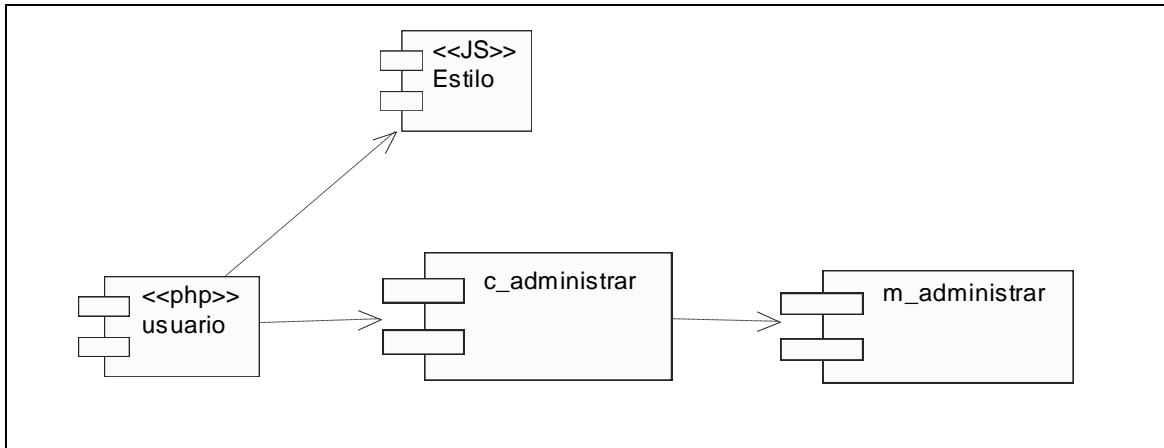 <<JS>>
Estilo
<<php>>
usuario
c_administrar
m_administrar